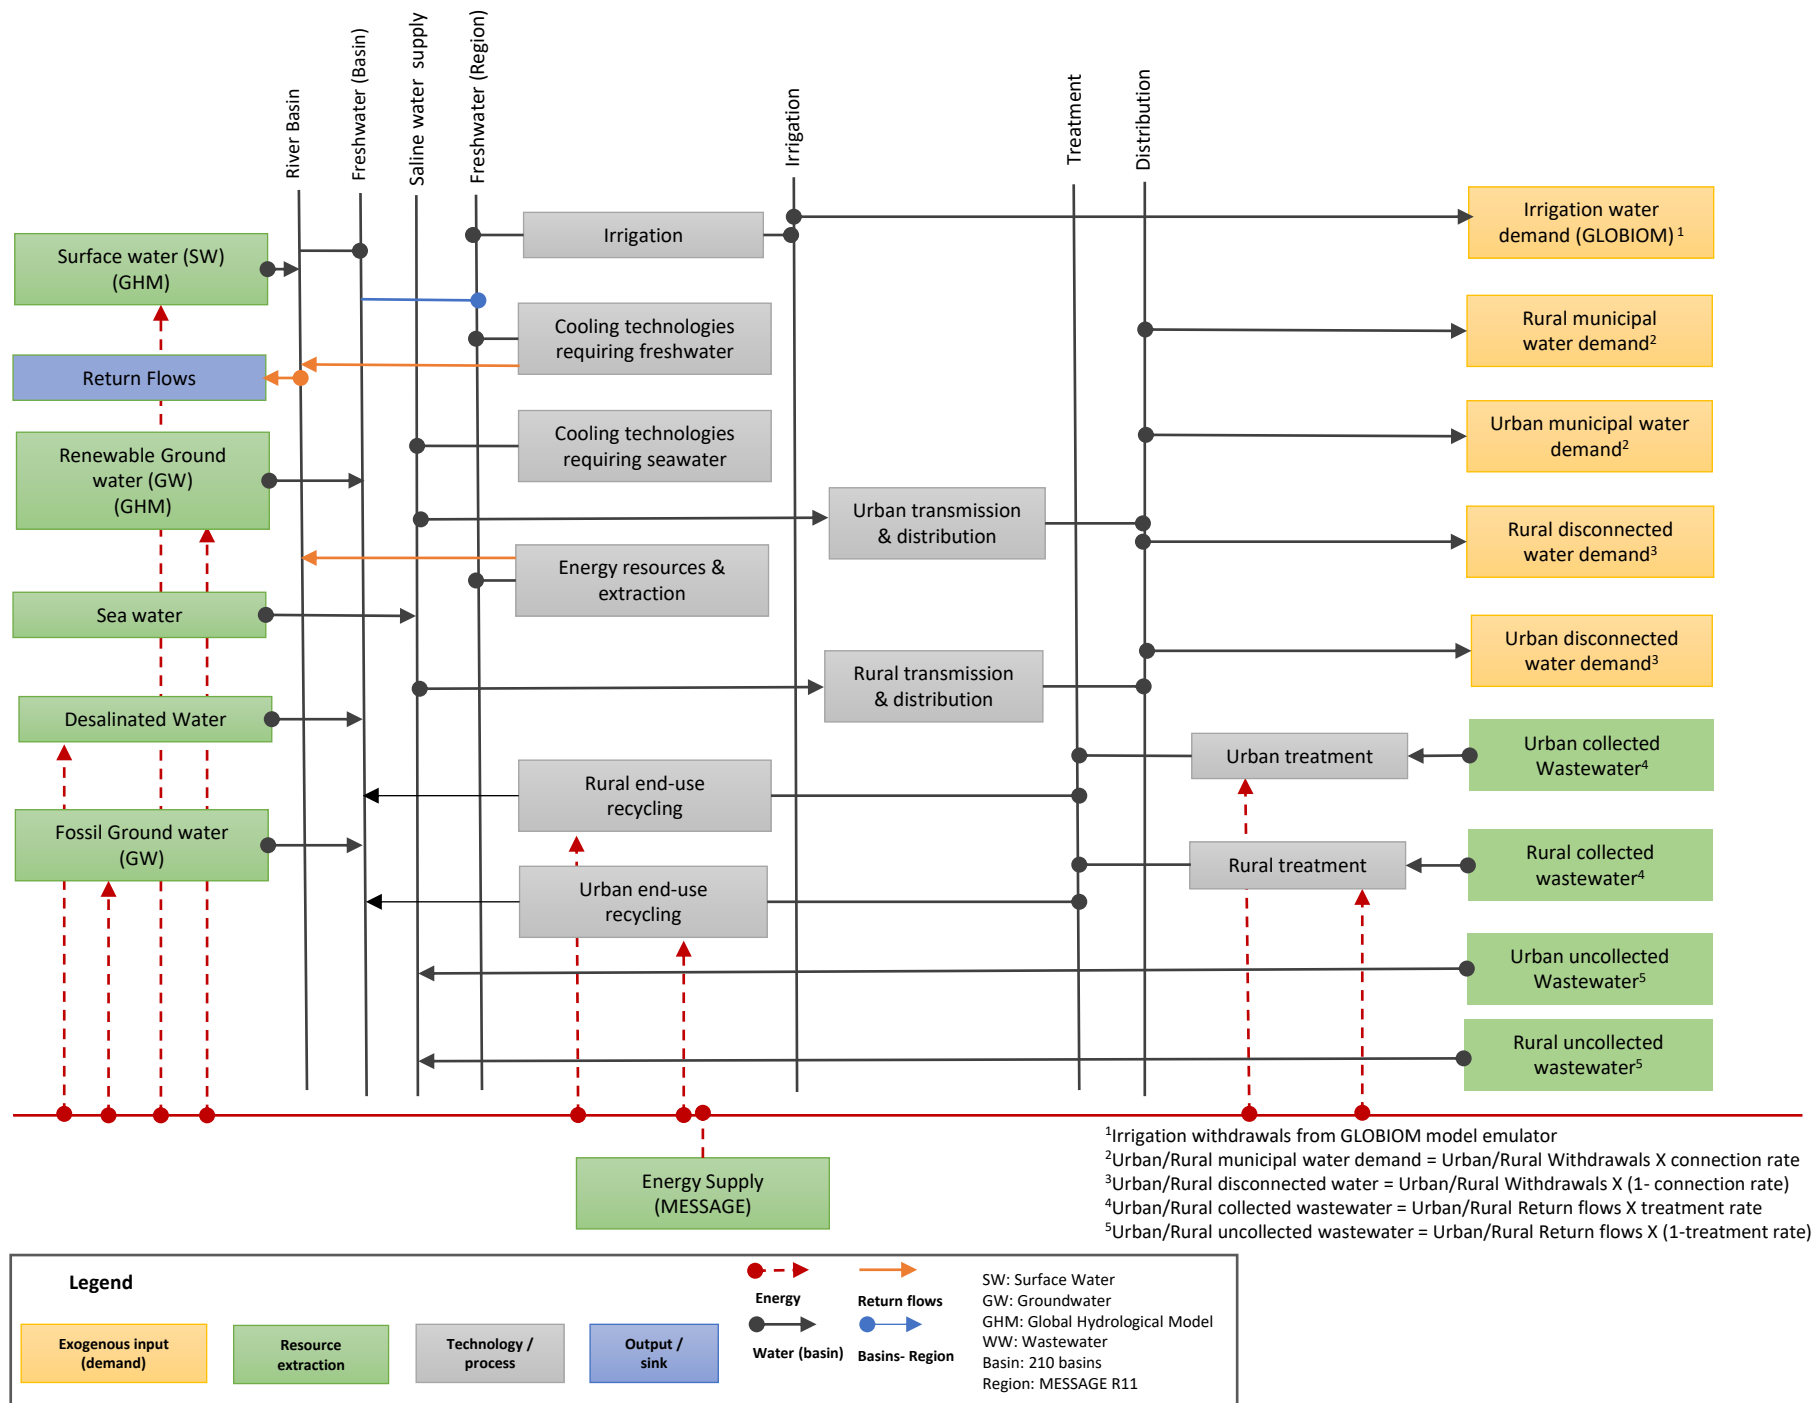 River Basin
Freshwater (Basin)
Saline water supply
Freshwater (Region)
Irrigation
Treatment
Distribution
Surface water (SW)
(GHM)
Return Flows
Renewable Ground
water (GW)
(GHM)
Sea water
Desalinated Water
Fossil Ground water
(GW)
Irrigation
Cooling technologies
requiring freshwater
Cooling technologies
requiring seawater
Energy resources &
extraction
Rural end-use
recycling
Urban end-use
recycling
Urban transmission
& distribution
Rural transmission
& distribution
Urban treatment
Rural treatment
Irrigation water
demand (GLOBIOM) ¹
Rural municipal
water demand²
Urban municipal water
demand²
Rural disconnected
water demand³
Urban disconnected
water demand³
Urban collected
Wastewater⁴
Rural collected
wastewater⁴
Urban uncollected
Wastewater⁵
Rural uncollected
wastewater⁵
Energy Supply
(MESSAGE)
¹Irrigation withdrawals from GLOBIOM model emulator
²Urban/Rural municipal water demand = Urban/Rural Withdrawals X connection rate
³Urban/Rural disconnected water = Urban/Rural Withdrawals X (1- connection rate)
⁴Urban/Rural collected wastewater = Urban/Rural Return flows X treatment rate
⁵Urban/Rural uncollected wastewater = Urban/Rural Return flows X (1-treatment rate)
Legend
Exogenous input
(demand)
Resource
extraction
Technology /
process
Output /
sink
Energy
Return flows
Water (basin)
Basins- Region
SW: Surface Water
GW: Groundwater
GHM: Global Hydrological Model
WW: Wastewater
Basin: 210 basins
Region: MESSAGE R11